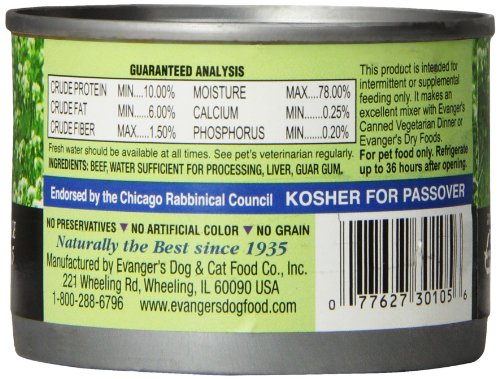 GUARANTEED ANALYSIS
CRUDE PROTEIN MIN....10.00% MOISTURE MAX....78.00%
CRUDE FAT MIN......6.00% CALCIUM MIN......0.25%
CRUDE FIBER MAX.....1.50% PHOSPHORUS MIN......0.20%
Fresh water should be available at all times. See pet's veterinarian regularly.
INGREDIENTS: BEEF, WATER SUFFICIENT FOR PROCESSING, LIVER, GUAR GUM.
This product is intended for
intermittent or supplemental
feeding only. It makes an
excellent mixer with Evanger's
Canned Vegetarian Dinner or
Evanger's Dry Foods.
For pet food only. Refrigerate
up to 36 hours after opening.
Endorsed by the Chicago Rabbinical Council KOSHER FOR PASSOVER
NO PRESERVATIVES ▼ NO ARTIFICIAL COLOR ▼ NO GRAIN
Naturally the Best since 1935
Manufactured by Evanger's Dog & Cat Food Co., Inc.
221 Wheeling Rd, Wheeling, IL 60090 USA
1-800-288-6796 www.evangersdogfood.com
0 77627 30105 6